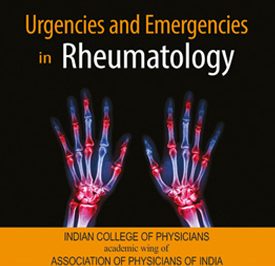 Urgencies and Emergencies
in Rheumatology
INDIAN COLLEGE OF PHYSICIANS
academic wing of
ASSOCIATION OF PHYSICIANS OF INDIA